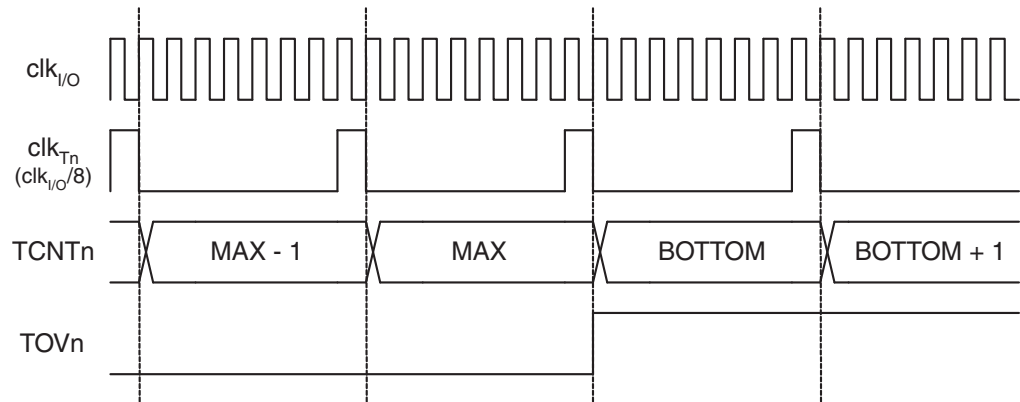 clkI/O
clkTn
(clkI/O/8)
TCNTn MAX - 1 MAX BOTTOM BOTTOM + 1
TOVn